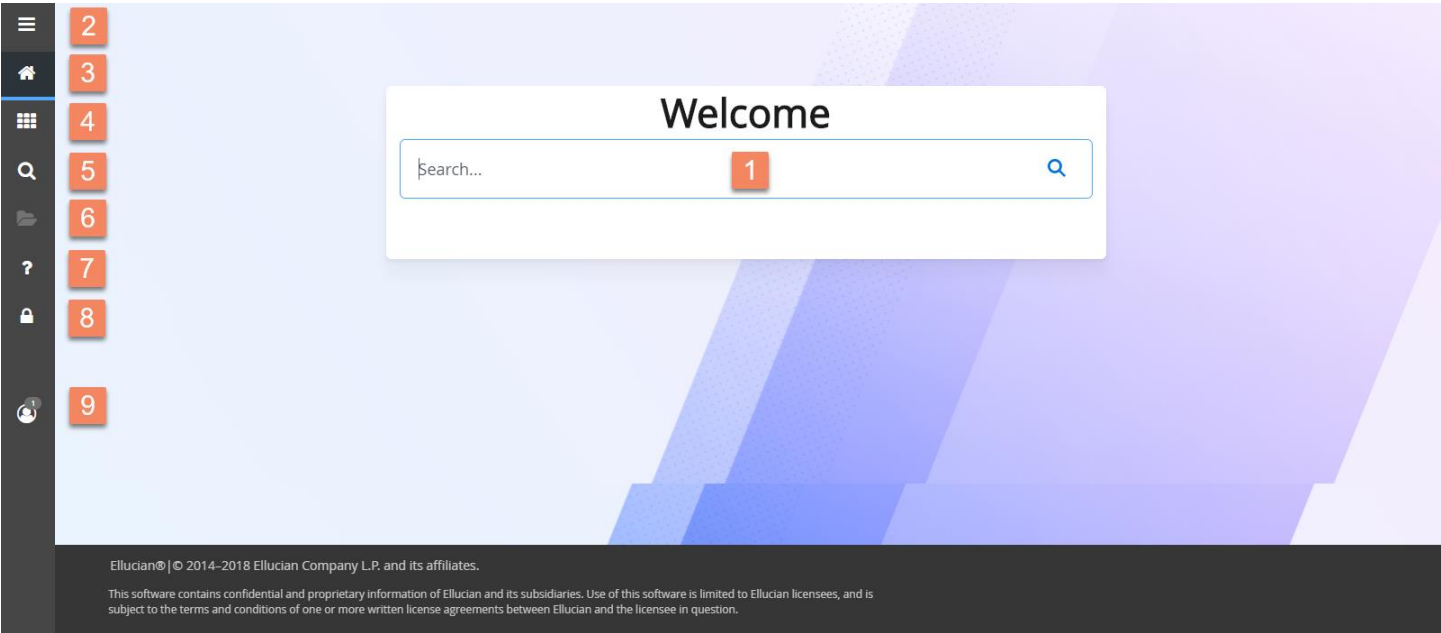 2
3
4
5
6
7
8
9
1
Welcome
Search...
1
Ellucian®|© 2014–2018 Ellucian Company L.P. and its affiliates.
This software contains confidential and proprietary information of Ellucian and its subsidiaries. Use of this software is limited to Ellucian licensees, and is
subject to the terms and conditions of one or more written license agreements between Ellucian and the licensee in question.